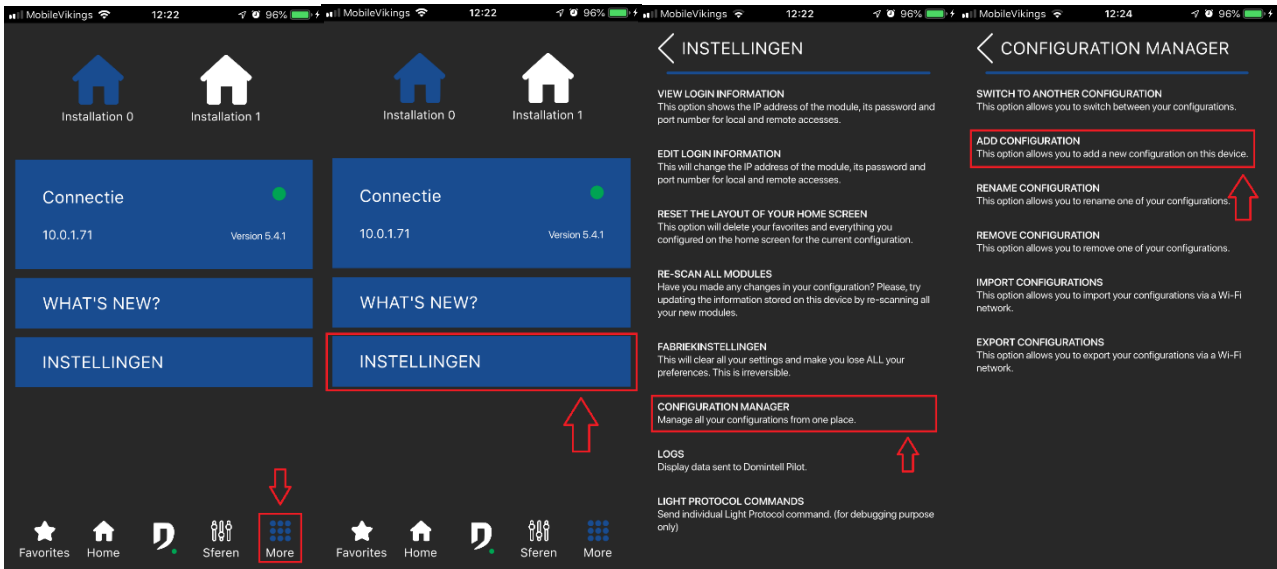 MobileVikings 12:22 96%
Installation 0 Installation 1
Connectie
10.0.1.71 Version 5.4.1
WHAT'S NEW?
INSTELLINGEN
Favorites Home Sferen More
MobileVikings 12:22 96%
Installation 0 Installation 1
Connectie
10.0.1.71 Version 5.4.1
WHAT'S NEW?
INSTELLINGEN
Favorites Home Sferen More
MobileVikings 12:22 96%
INSTELLINGEN
VIEW LOGIN INFORMATION
This option shows the IP address of the module, its password and
port number for local and remote accesses.
EDIT LOGIN INFORMATION
This will change the IP address of the module, its password and
port number for local and remote accesses.
RESET THE LAYOUT OF YOUR HOME SCREEN
This option will delete your favorites and everything you
configured on the home screen for the current configuration.
RE-SCAN ALL MODULES
Have you made any changes in your configuration? Please, try
updating the information stored on this device by re-scanning all
your new modules.
FABRIEKINSTELLINGEN
This will clear all your settings and make you lose ALL your
preferences. This is irreversible.
CONFIGURATION MANAGER
Manage all your configurations from one place.
LOGS
Display data sent to Domintell Pilot.
LIGHT PROTOCOL COMMANDS
Send individual Light Protocol command. (for debugging purpose
only)
MobileVikings 12:24 96%
CONFIGURATION MANAGER
SWITCH TO ANOTHER CONFIGURATION
This option allows you to switch between your configurations.
ADD CONFIGURATION
This option allows you to add a new configuration on this device.
RENAME CONFIGURATION
This option allows you to rename one of your configurations.
REMOVE CONFIGURATION
This option allows you to remove one of your configurations.
IMPORT CONFIGURATIONS
This option allows you to import your configurations via a Wi-Fi
network.
EXPORT CONFIGURATIONS
This option allows you to export your configurations via a Wi-Fi
network.